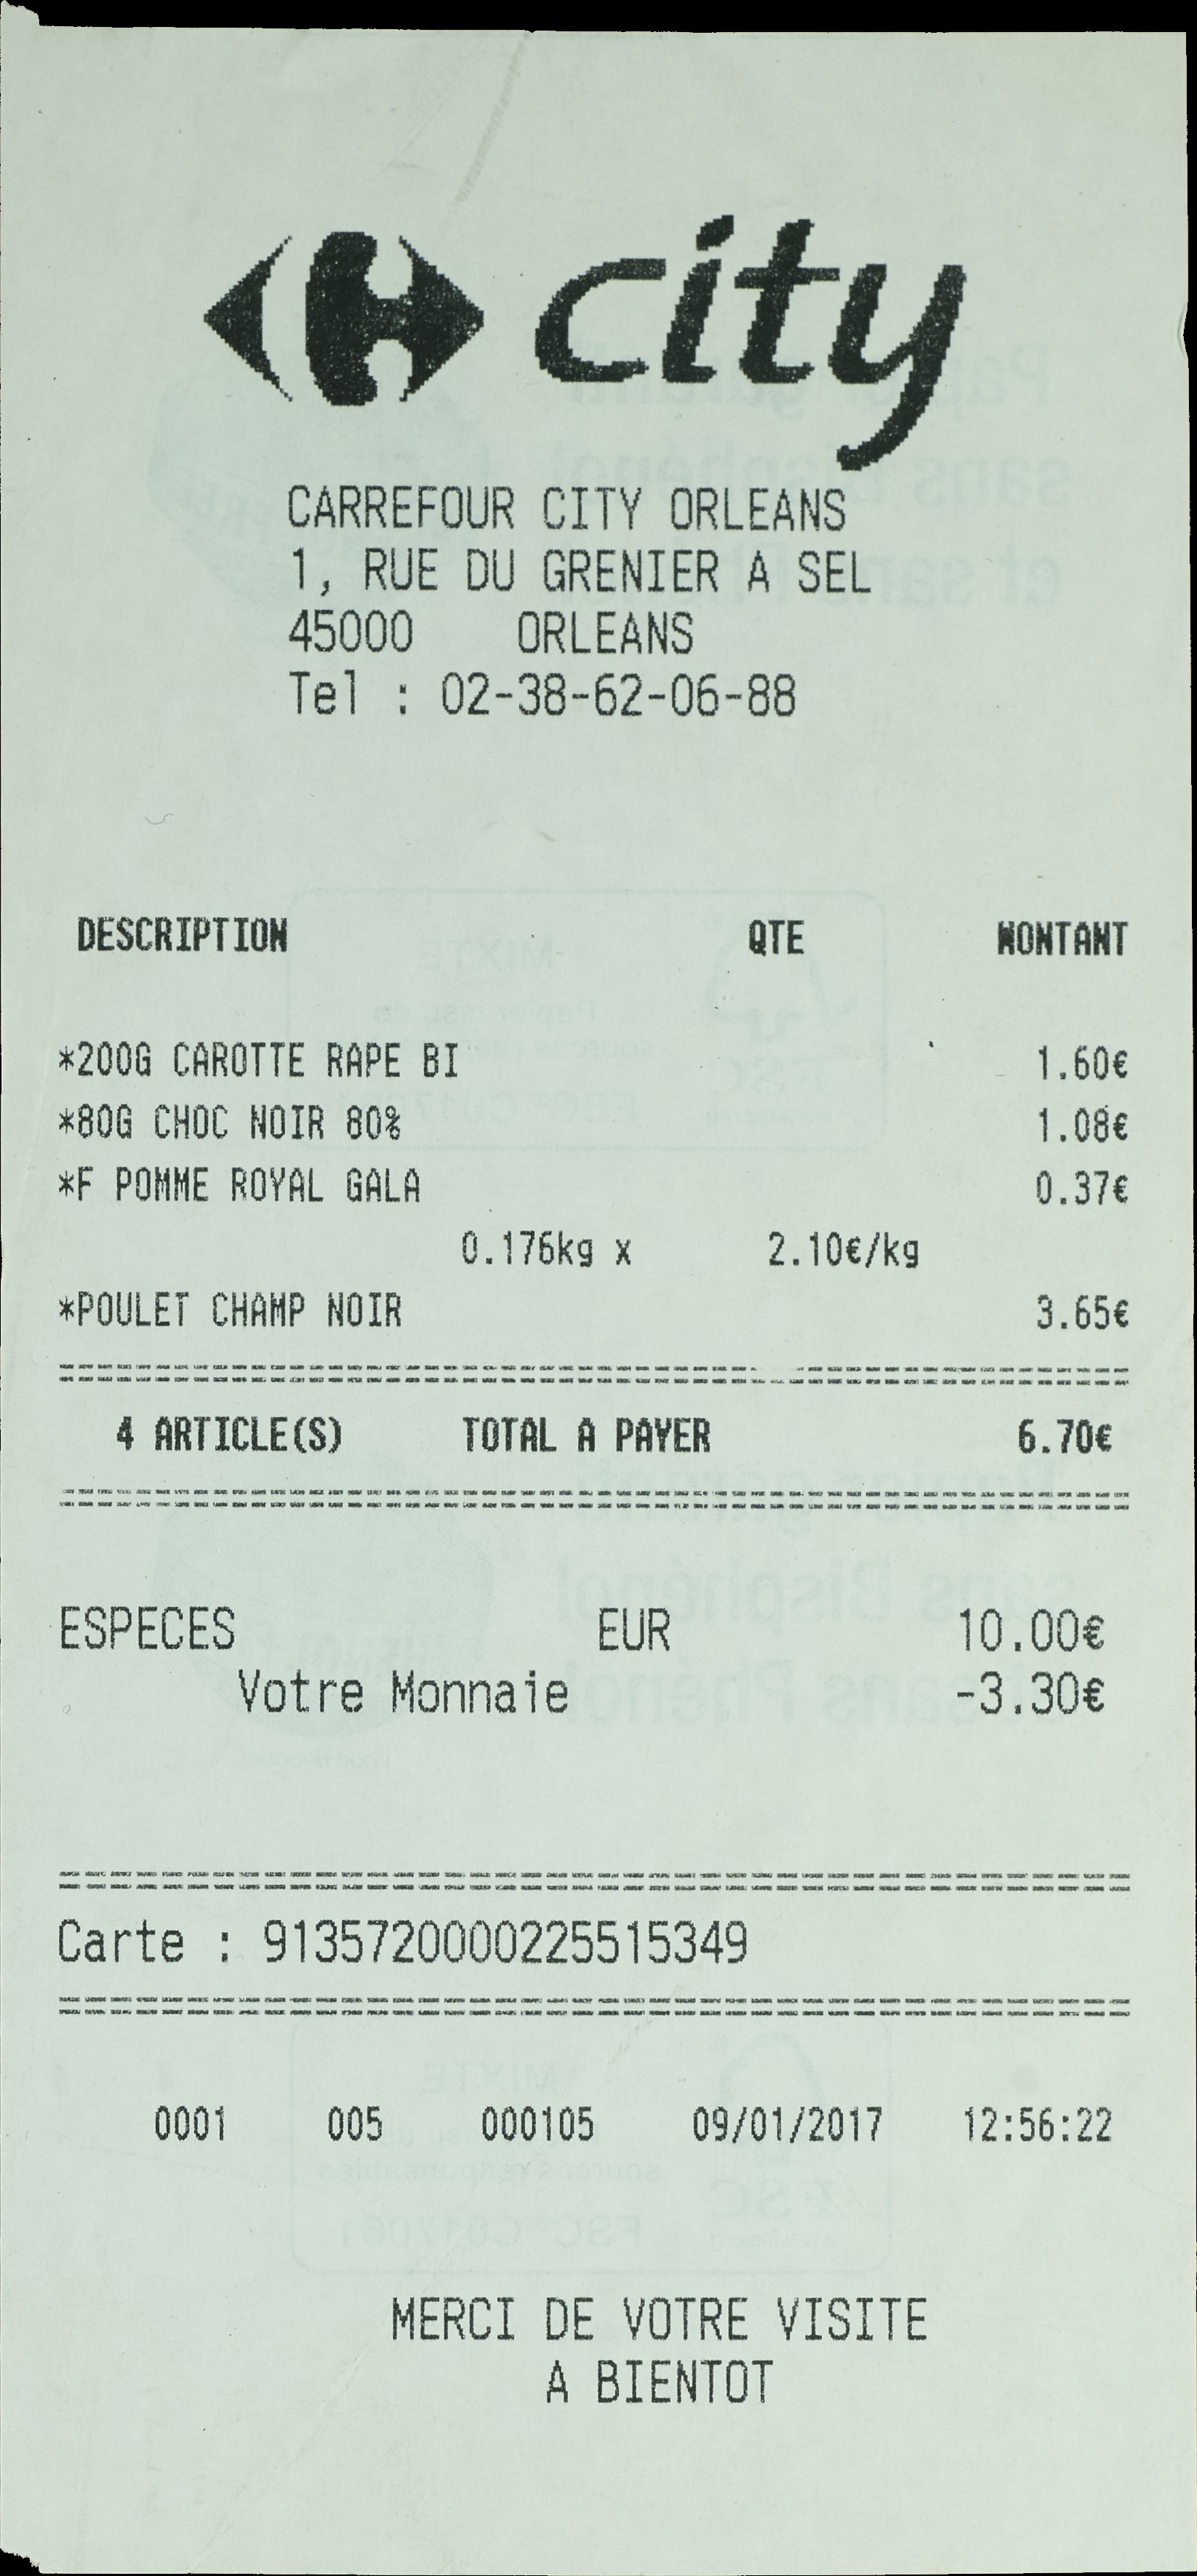 city
CARREFOUR CITY ORLEANS
1, RUE DU GRENIER A SEL
45000 ORLEANS
Tel : 02-38-62-06-88
DESCRIPTION QTE MONTANT
*200G CAROTTE RAPE BI 1.60€
*80G CHOC NOIR 80% 1.08€
*F POMME ROYAL GALA 0.37€
0.176kg x 2.10€/kg
*POULET CHAMP NOIR 3.65€
4 ARTICLE(S) TOTAL A PAYER 6.70€
ESPECES EUR 10.00€
Votre Monnaie -3.30€
Carte : 9135720000225515349
0001 005 000105 09/01/2017 12:56:22
MERCI DE VOTRE VISITE
A BIENTOT